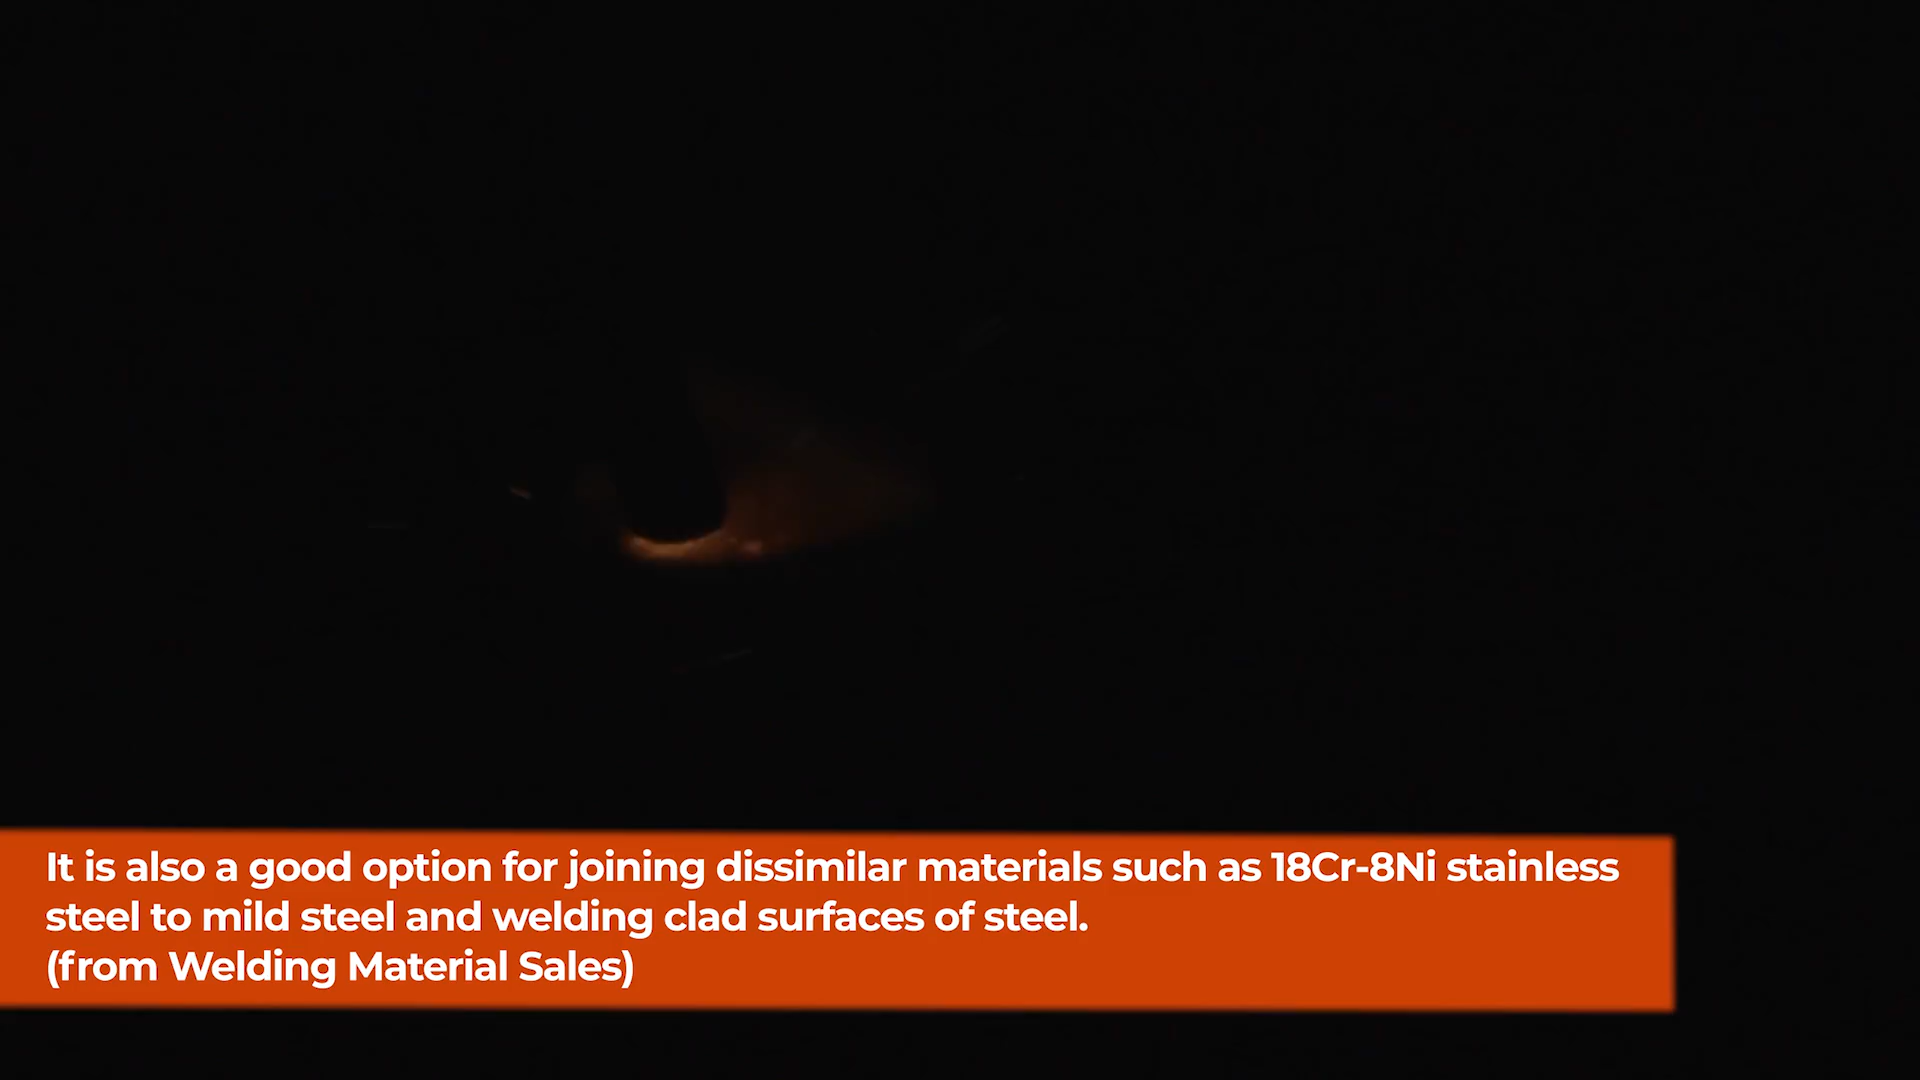 It is also a good option for joining dissimilar materials such as 18Cr-8Ni stainless
steel to mild steel and welding clad surfaces of steel.
(from Welding Material Sales)